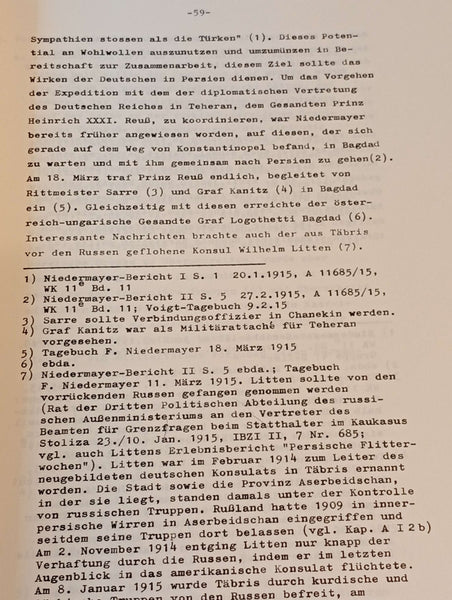 -59-
Sympathien stossen als die Türken" (1). Dieses Poten-
tial an Wohlwollen auszunutzen und umzumünzen in Be-
reitschaft zur Zusammenarbeit, diesem Ziel sollte das
Wirken der Deutschen in Persien dienen. Um das Vorgehen
der Expedition mit dem der diplomatischen Vertretung
des Deutschen Reiches in Teheran, dem Gesandten Prinz
Heinrich XXXI. Reuß, zu koordinieren, war Niedermayer
bereits früher angewiesen worden, auf diesen, der sich
gerade auf dem Weg von Konstantinopel befand, in Bagdad
zu warten und mit ihm gemeinsam nach Persien zu gehen(2).
Am 18. März traf Prinz Reuß endlich, begleitet von
Rittmeister Sarre (3) und Graf Kanitz (4) in Bagdad
ein (5). Gleichzeitig mit diesen erreichte der öster-
reich-ungarische Gesandte Graf Logothetti Bagdad (6).
Interessante Nachrichten brachte auch der aus Täbris
vor den Russen geflohene Konsul Wilhelm Litten (7).
1) Niedermayer-Bericht I S. 1 20.1.1915, A 11685/15,
WK 11e Bd. 11
2) Niedermayer-Bericht II S. 5 27.2.1915, A 11685/15,
WK 11e Bd. 11; Voigt-Tagebuch 9.2.15
3) Sarre sollte Verbindungsoffizier in Chanekin werden.
4) Graf Kanitz war als Militärattaché für Teheran
vorgesehen.
5) Tagebuch F. Niedermayer 18. März 1915
6) ebda.
7) Niedermayer-Bericht II S. 5 ebda.; Tagebuch
F. Niedermayer 11. März 1915. Litten sollte von den
vorrückenden Russen gefangen genommen werden
(Rat der Dritten Politischen Abteilung des russi-
schen Außenministeriums an den Vertreter des
Beamten für Grenzfragen beim Statthalter im Kaukasus
Stoliza 23./10. Jan. 1915, IBZI II, 7 Nr. 685;
vgl. auch Littens Erlebnisbericht "Persische Flitter-
wochen"). Litten war im Februar 1914 zum Leiter des
neugebildeten deutschen Konsulats in Täbris ernannt
worden. Die Stadt sowie die Provinz Aserbeidschan,
in der sie liegt, standen damals unter der Kontrolle
von russischen Truppen. Rußland hatte 1909 in inner-
persische Wirren in Aserbeidschan eingegriffen und
seitdem seine Truppen dort belassen (vgl. Kap. A I 2 b)
Am 2. November 1914 entging Litten nur knapp der
Verhaftung durch die Russen, indem er im letzten
Augenblick in das amerikanische Konsulat flüchtete.
Am 8. Januar 1915 wurde Täbris durch kurdische und
Truppen von den Russen befreit, am